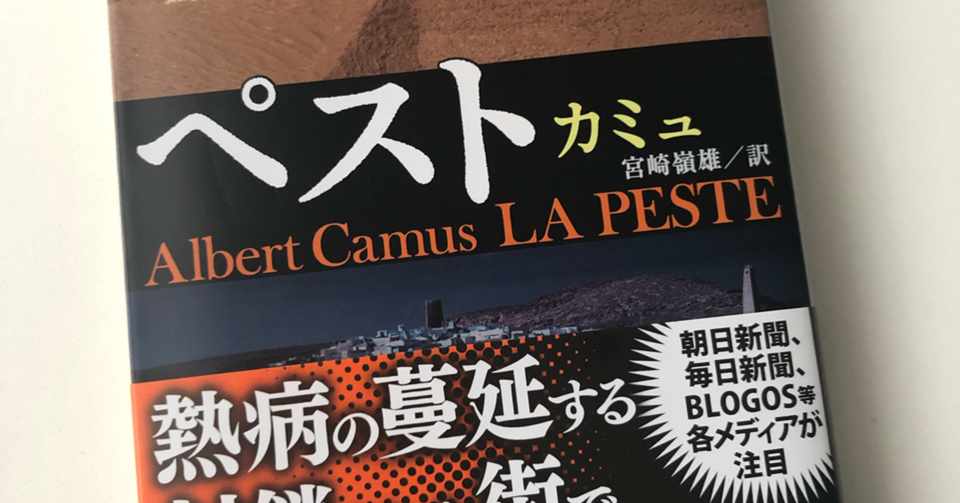 ペスト
カミュ
宮崎嶺雄/訳
Albert Camus LA PESTE
朝日新聞、
毎日新聞、
BLOGOS等
各メディアが
注目
熱病の蔓延する
街で